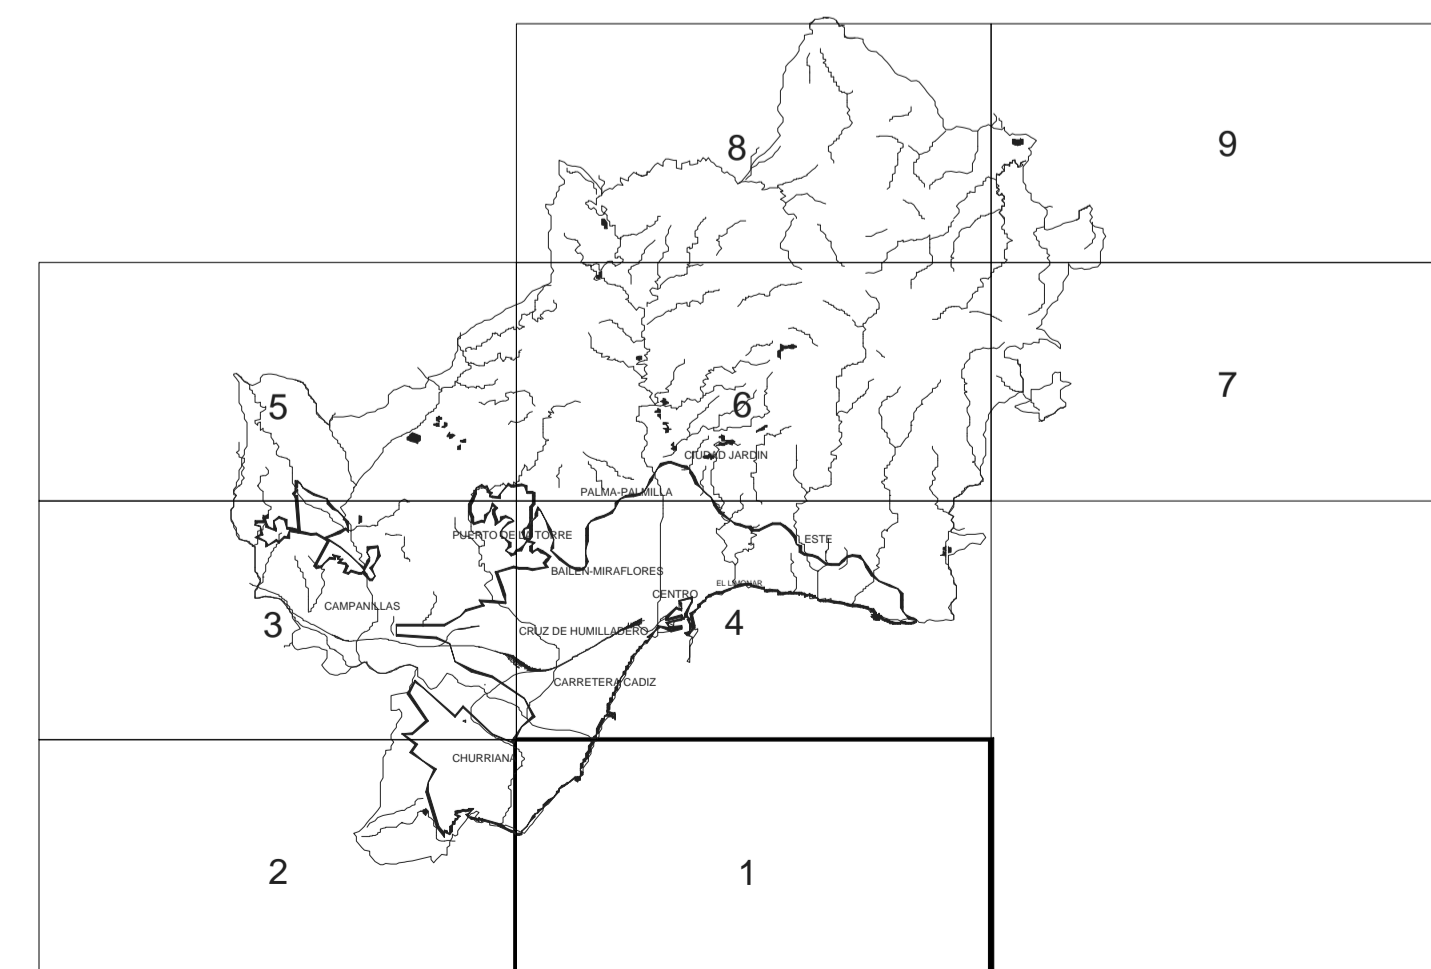 8
9
7
5
6
CIUDAD JARDIN
PALMA-PALMILLA
PUERTO DE LA TORRE
ESTE
BAILEN-MIRAFLORES
EL LIMONAR
CENTRO
CAMPANILLAS
3
4
CRUZ DE HUMILLADERO
CARRETERA CADIZ
CHURRIANA
2
1